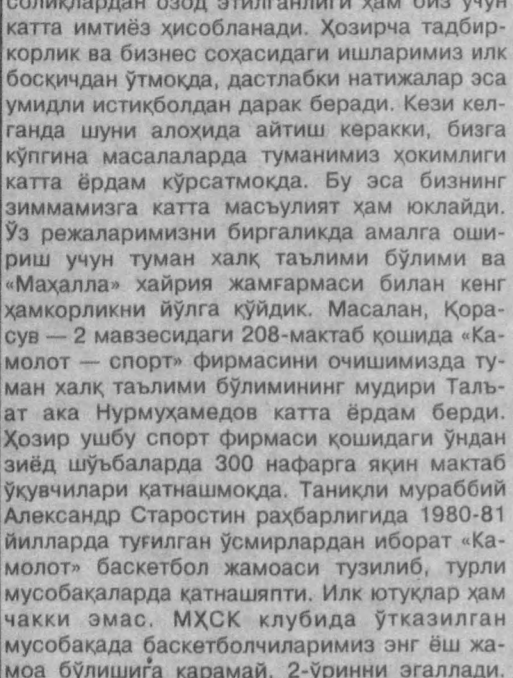 солиқлардан озод этилганлиги ҳам биз учун
катта имтиёз ҳисобланади. Ҳозирча тадбир-
корлик ва бизнес соҳасидаги ишларимиз илк
босқичдан ўтмоқда, дастлабки натижалар эса
умидли истиқболдан дарак беради. Кези кел-
ганда шуни алоҳида айтиш керакки, бизга
кўпгина масалаларда туманимиз ҳокимлиги
катта ёрдам кўрсатмоқда. Бу эса бизнинг
зиммамизга катта масъулият ҳам юклайди.
Ўз режаларимизни биргаликда амалга оши-
риш учун туман халқ таълими бўлими ва
«Маҳалла» хайрия жамғармаси билан кенг
ҳамкорликни йўлга қўйдик. Масалан, Қора-
сув — 2 мавзесидаги 208-мактаб қошида «Ка-
молот — спорт» фирмасини очишимизда ту-
ман халқ таълими бўлимининг мудири Талъ-
ат ака Нурмуҳамедов катта ёрдам берди.
Ҳозир ушбу спорт фирмаси қошидаги ўндан
зиёд шўъбаларда 300 нафарга яқин мактаб
ўқувчилари қатнашмоқда. Таниқли мураббий
Александр Старостин раҳбарлигида 1980-81
йилларда туғилган ўсмирлардан иборат «Ка-
молот» баскетбол жамоаси тузилиб, турли
мусобақаларда қатнашяпти. Илк ютуқлар ҳам
чакки эмас. МҲСК клубида ўтказилган
мусобақада баскетболчиларимиз энг ёш жа-
моа бўлишига қарамай, 2-ўринни эгаллади.